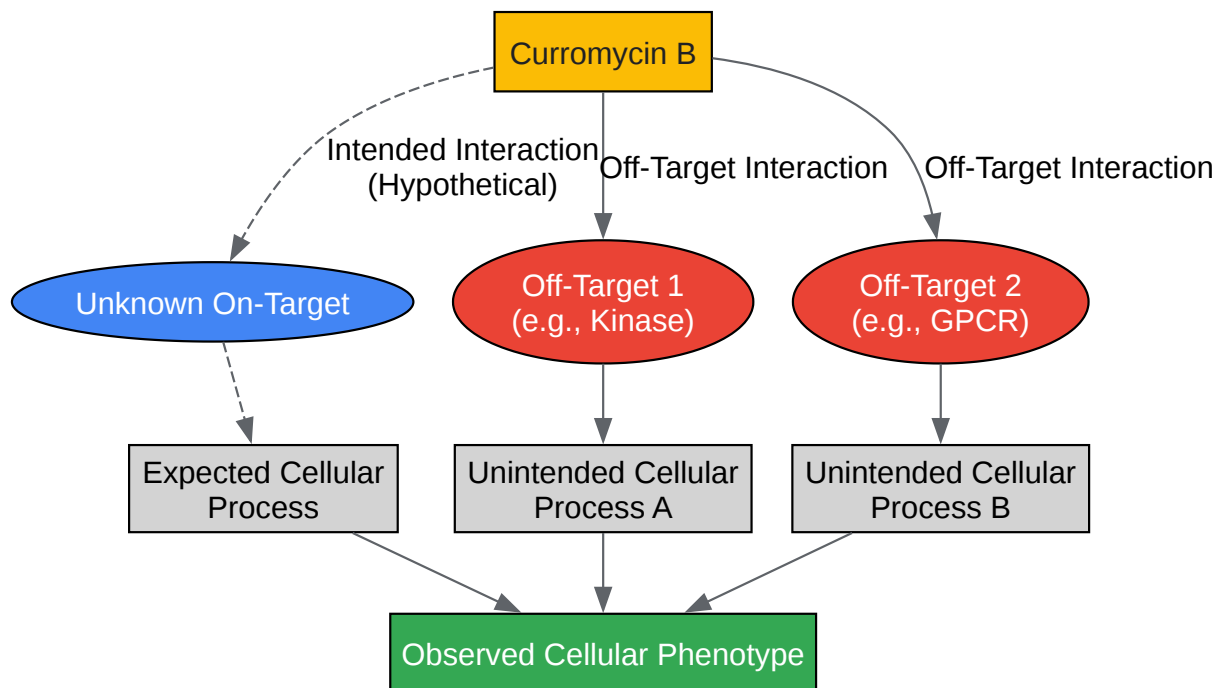 Curromycin B
Intended Interaction
(Hypothetical)
Off-Target Interaction
Off-Target Interaction
Unknown On-Target
Off-Target 1
(e.g., Kinase)
Off-Target 2
(e.g., GPCR)
Expected Cellular
Process
Unintended Cellular
Process A
Unintended Cellular
Process B
Observed Cellular Phenotype